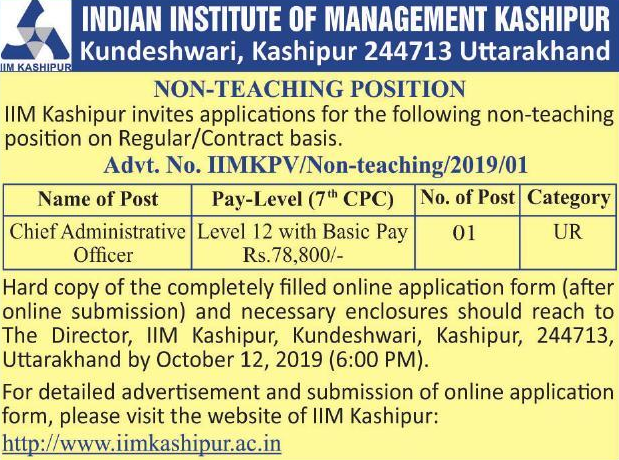 INDIAN INSTITUTE OF MANAGEMENT KASHIPUR
Kundeshwari, Kashipur 244713 Uttarakhand
IIM KASHIPUR
NON-TEACHING POSITION
IIM Kashipur invites applications for the following non-teaching
position on Regular/Contract basis.
Advt. No. IIMKPV/Non-teaching/2019/01
Name of Post Pay-Level (7th CPC) No. of Post Category
Chief Administrative Level 12 with Basic Pay 01 UR
Officer Rs.78,800/-
Hard copy of the completely filled online application form (after
online submission) and necessary enclosures should reach to
The Director, IIM Kashipur, Kundeshwari, Kashipur, 244713,
Uttarakhand by October 12, 2019 (6:00 PM).
For detailed advertisement and submission of online application
form, please visit the website of IIM Kashipur:
http://www.iimkashipur.ac.in